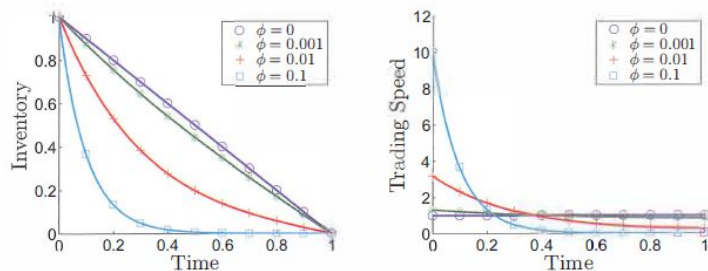 1
0.8
0.6
0.4
0.2
0
0 0.2 0.4 0.6 0.8 1
Inventory
Time
ϕ = 0
ϕ = 0.001
ϕ = 0.01
ϕ = 0.1
12
10
8
6
4
2
0
0 0.2 0.4 0.6 0.8 1
Trading Speed
Time
ϕ = 0
ϕ = 0.001
ϕ = 0.01
ϕ = 0.1